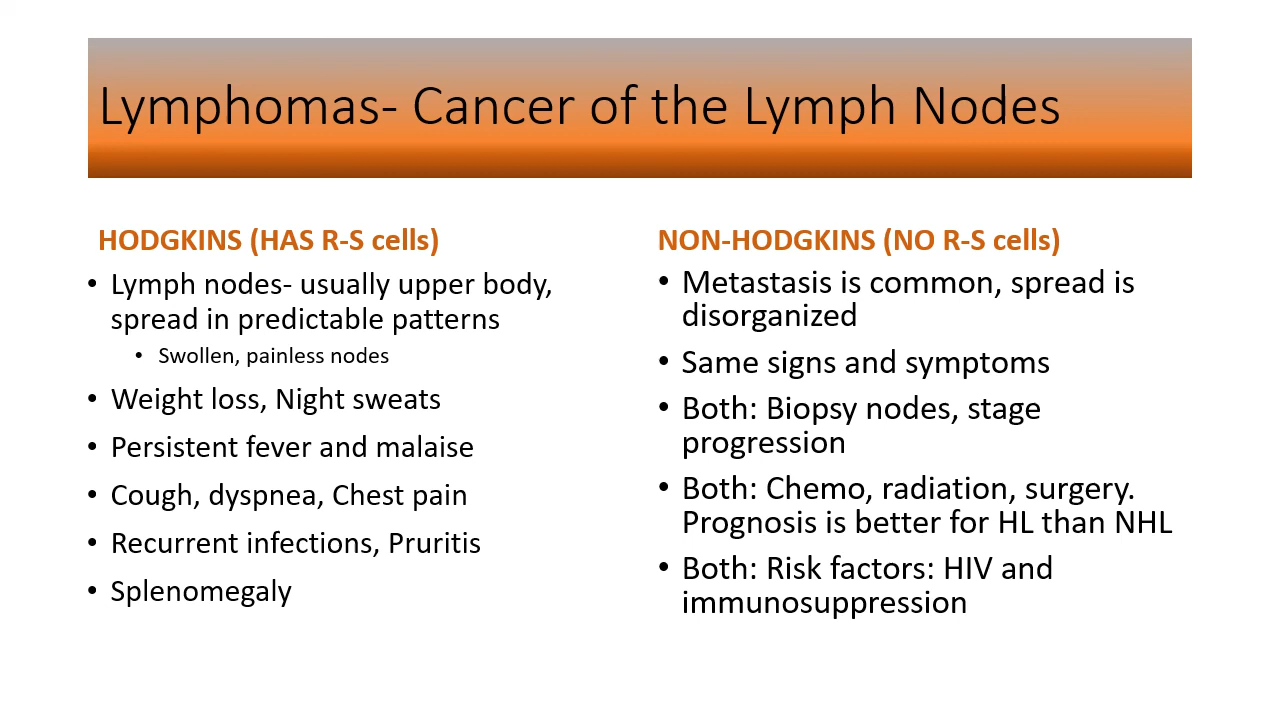 Lymphomas- Cancer of the Lymph Nodes
HODGKINS (HAS R-S cells)
• Lymph nodes- usually upper body,
spread in predictable patterns
• Swollen, painless nodes
• Weight loss, Night sweats
• Persistent fever and malaise
• Cough, dyspnea, Chest pain
• Recurrent infections, Pruritis
• Splenomegaly
NON-HODGKINS (NO R-S cells)
• Metastasis is common, spread is
disorganized
• Same signs and symptoms
• Both: Biopsy nodes, stage
progression
• Both: Chemo, radiation, surgery.
Prognosis is better for HL than NHL
• Both: Risk factors: HIV and
immunosuppression